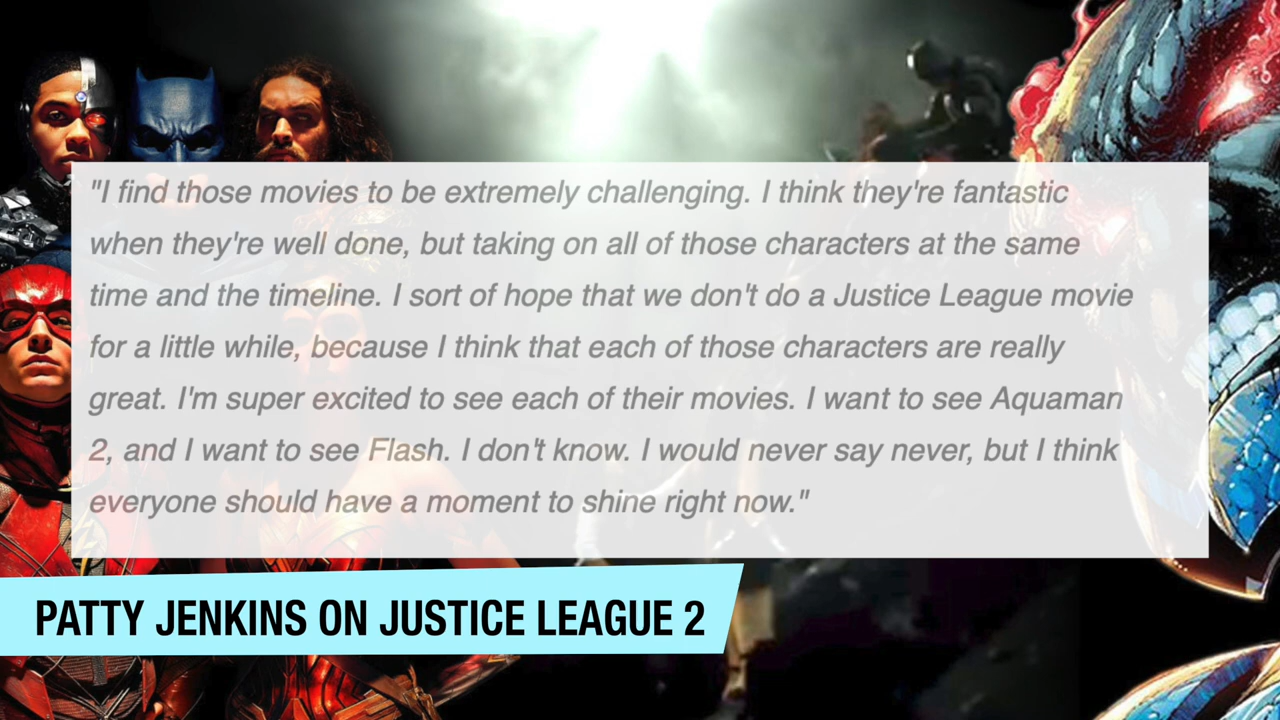 "I find those movies to be extremely challenging. I think they're fantastic
when they're well done, but taking on all of those characters at the same
time and the timeline. I sort of hope that we don't do a Justice League movie
for a little while, because I think that each of those characters are really
great. I'm super excited to see each of their movies. I want to see Aquaman
2, and I want to see Flash. I don't know. I would never say never, but I think
everyone should have a moment to shine right now."
PATTY JENKINS ON JUSTICE LEAGUE 2